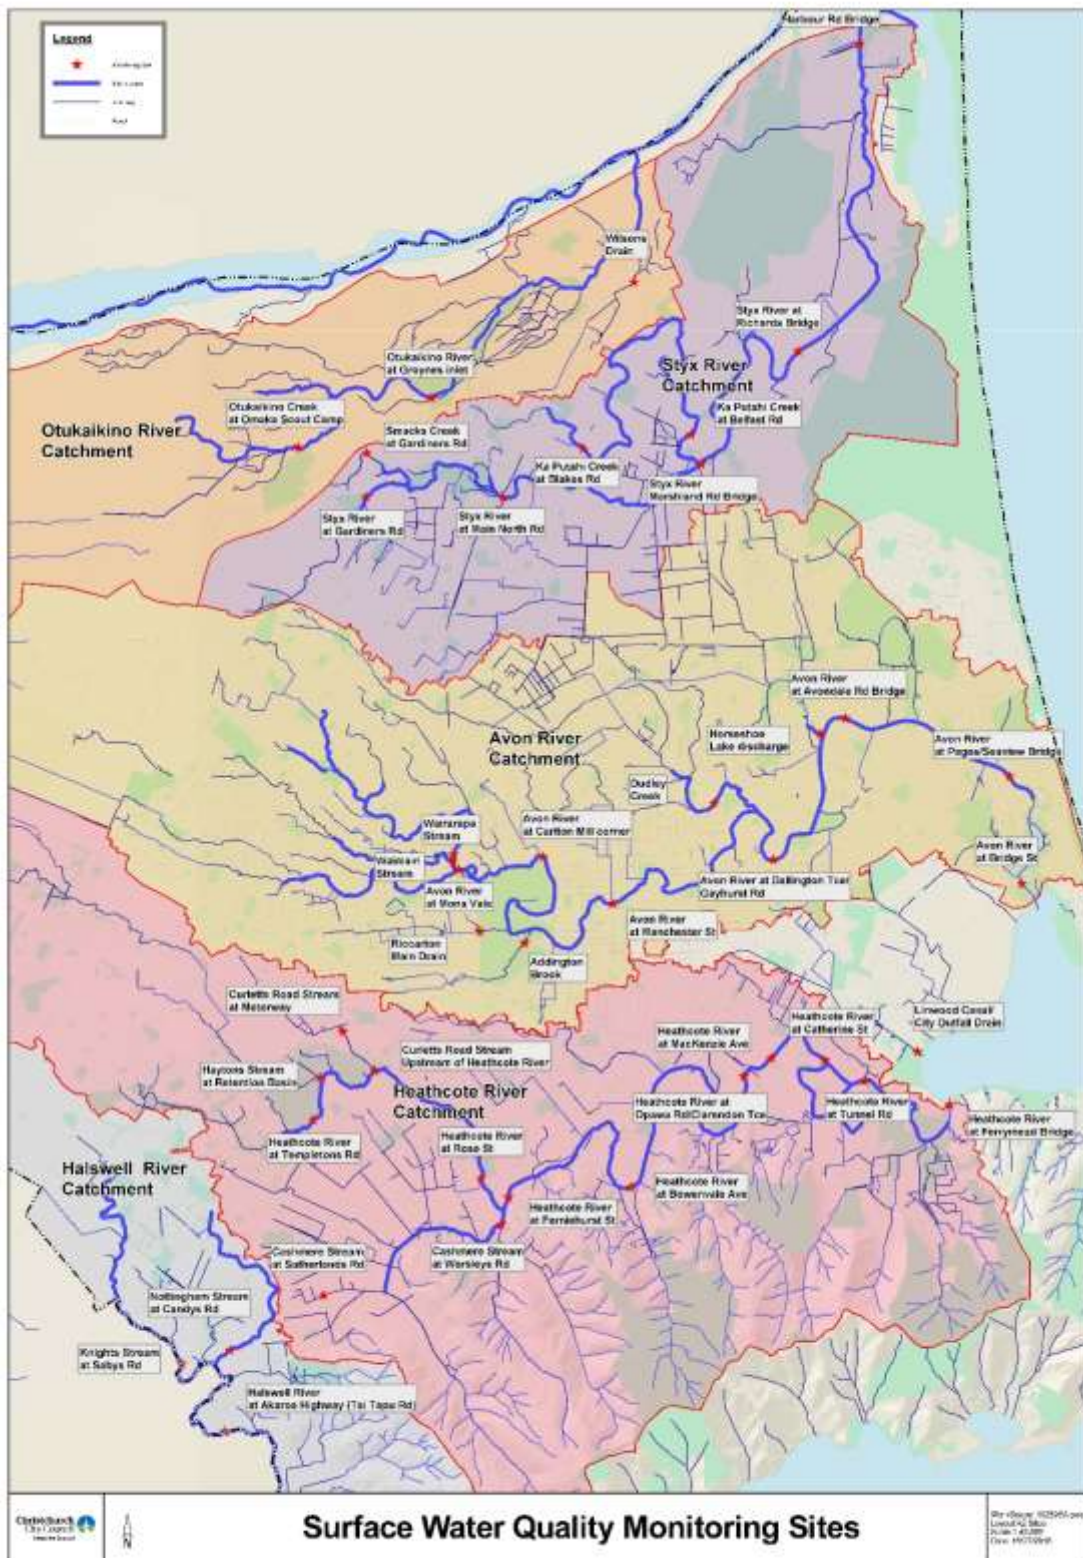 Legend
Harbour Rd Bridge
Wilsons
Drain
Styx River at
Richards Bridge
Otukaikino River
at Groynes inlet
Styx River
Catchment
Otukaikino Creek
at Omaka Scout Camp
Ka Putahi Creek
at Belfast Rd
Otukaikino River
Catchment
Smacks Creek
at Gardiners Rd
Ka Putahi Creek
at Blakes Rd
Styx River
Marshland Rd Bridge
Styx River
at Gardiners Rd
Styx River
at Main North Rd
Avon River
at Avondale Rd Bridge
Avon River
Catchment
Horseshoe
Lake discharge
Avon River
at Pages/Seaview Bridge
Dudley
Creek
Wairarapa
Stream
Avon River
at Carlton Mill corner
Avon River
at Bridge St
Waimairi
Stream
Avon River
at Mona Vale
Avon River at Dallington Tcer
Gayhurst Rd
Avon River
at Manchester St
Riccarton
Main Drain
Addington
Brook
Curletts Road Stream
at Motorway
Heathcote River
at Catherine St
Linwood Canal/
City Outfall Drain
Heathcote River
at MacKenzie Ave
Curletts Road Stream
Upstream of Heathcote River
Haytons Stream
at Retention Basin
Heathcote River
Catchment
Heathcote River at
Opawa Rd/Clarendon Tce
Heathcote River
at Tunnel Rd
Heathcote River
at Ferrymead Bridge
Heathcote River
at Templetons Rd
Heathcote River
at Rose St
Halswell River
Catchment
Heathcote River
at Bowenvale Ave
Heathcote River
at Ferniehurst St
Cashmere Stream
at Sutherlands Rd
Cashmere Stream
at Worsleys Rd
Nottingham Stream
at Candys Rd
Knights Stream
at Sabys Rd
Halswell River
at Akaroa Highway (Tai Tapu Rd)
Christchurch
City Council
N
Surface Water Quality Monitoring Sites